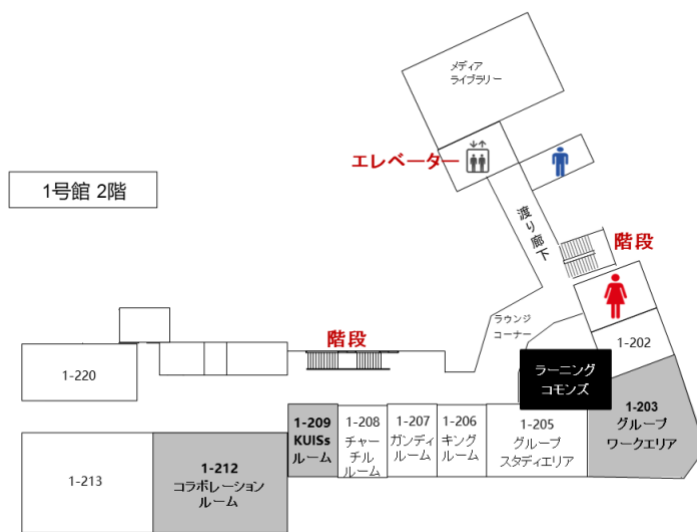 メディア
ライブラリー
エレベーター
1号館 2階
渡り廊下
階段
ラウンジ
コーナー
階段
1-202
ラーニング
コモンズ
1-220
1-203
グループ
ワークエリア
1-209
KUISs
ルーム
1-208
チャー
チル
ルーム
1-207
ガンディ
ルーム
1-206
キング
ルーム
1-205
グループ
スタディエリア
1-213
1-212
コラボレーション
ルーム